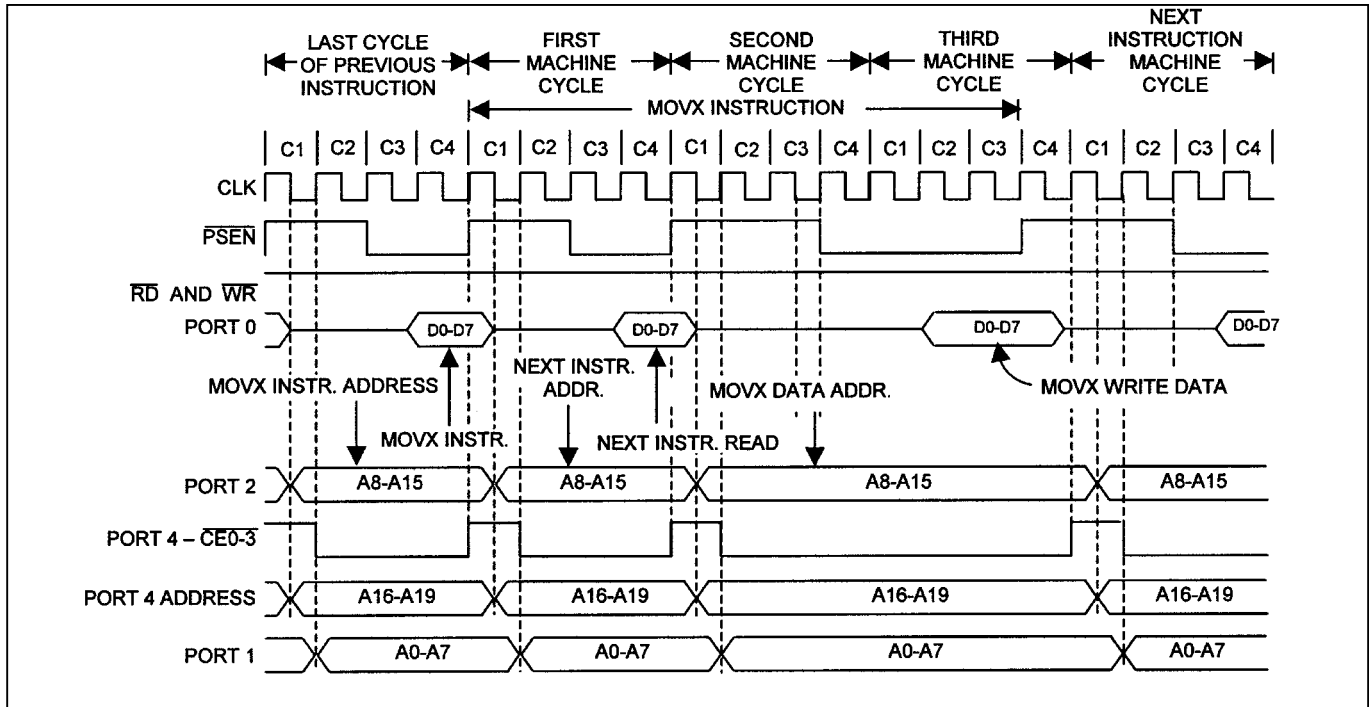 LAST CYCLE
OF PREVIOUS
INSTRUCTION
FIRST
MACHINE
CYCLE
SECOND
MACHINE
CYCLE
THIRD
MACHINE
CYCLE
NEXT
INSTRUCTION
MACHINE
CYCLE
MOVX INSTRUCTION
C1 C2 C3 C4 C1 C2 C3 C4 C1 C2 C3 C4 C1 C2 C3 C4 C1 C2 C3 C4
CLK
PSEN
RD AND WR
PORT 0 D0-D7 D0-D7 D0-D7 D0-D7
MOVX INSTR. ADDRESS
NEXT INSTR.
ADDR.
MOVX DATA ADDR.
MOVX WRITE DATA
MOVX INSTR.
NEXT INSTR. READ
PORT 2 A8-A15 A8-A15 A8-A15 A8-A15
PORT 4 – CE0-3
PORT 4 ADDRESS A16-A19 A16-A19 A16-A19 A16-A19
PORT 1 A0-A7 A0-A7 A0-A7 A0-A7